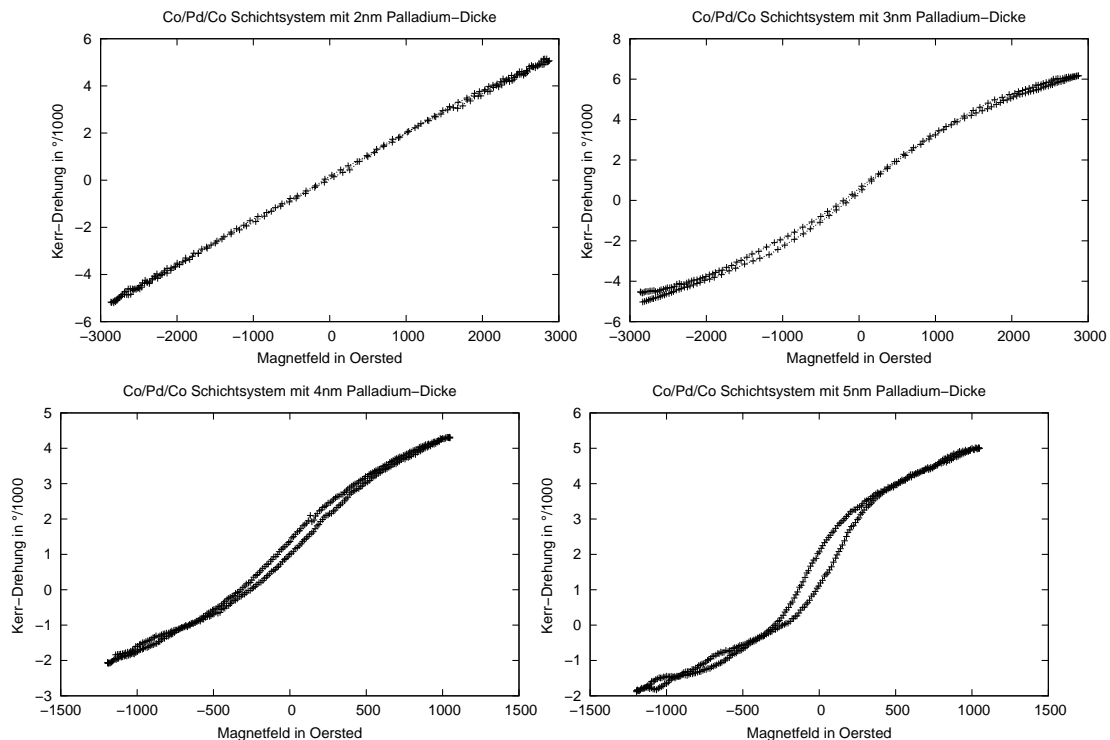 Co/Pd/Co Schichtsystem mit 2nm Palladium−Dicke
6
4
2
0
−2
−4
−6
−3000 −2000 −1000 0 1000 2000 3000
Kerr−Drehung in °/1000
Magnetfeld in Oersted
Co/Pd/Co Schichtsystem mit 3nm Palladium−Dicke
8
6
4
2
0
−2
−4
−6
−3000 −2000 −1000 0 1000 2000 3000
Kerr−Drehung in °/1000
Magnetfeld in Oersted
Co/Pd/Co Schichtsystem mit 4nm Palladium−Dicke
5
4
3
2
1
0
−1
−2
−3
−1500 −1000 −500 0 500 1000 1500
Kerr−Drehung in °/1000
Magnetfeld in Oersted
Co/Pd/Co Schichtsystem mit 5nm Palladium−Dicke
6
5
4
3
2
1
0
−1
−2
−1500 −1000 −500 0 500 1000 1500
Kerr−Drehung in °/1000
Magnetfeld in Oersted